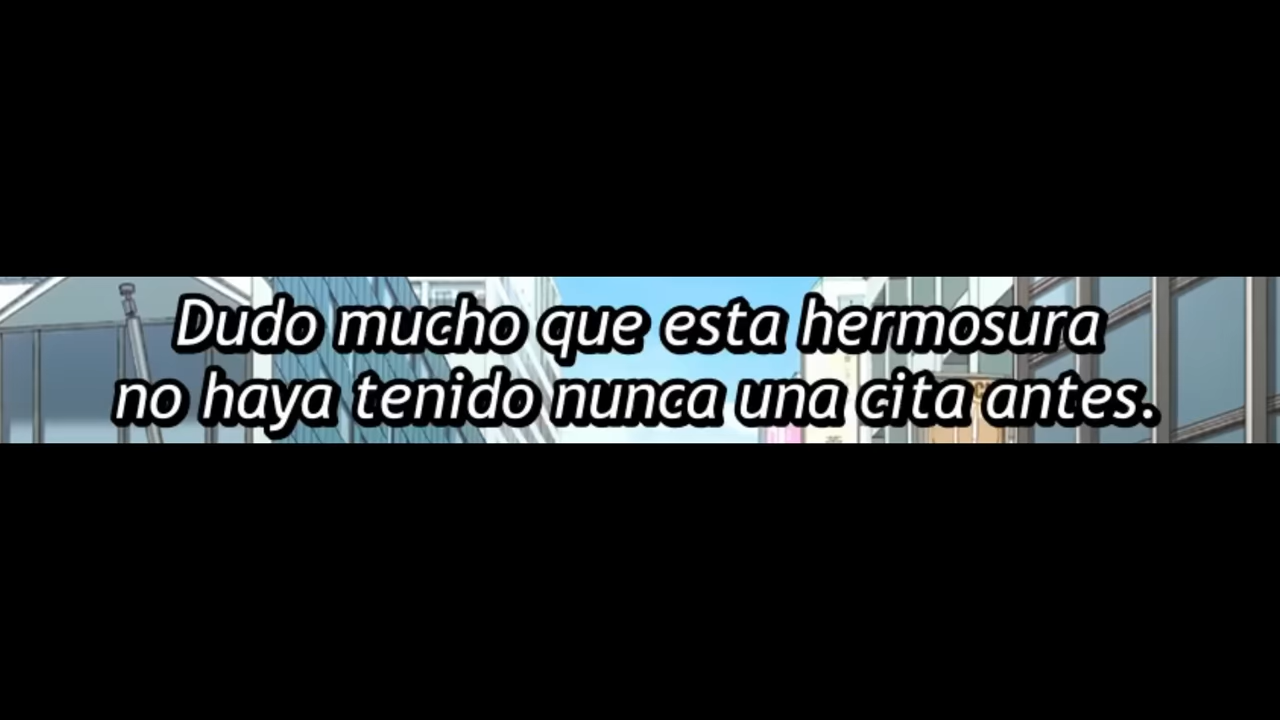 Dudo mucho que esta hermosura
no haya tenido nunca una cita antes.